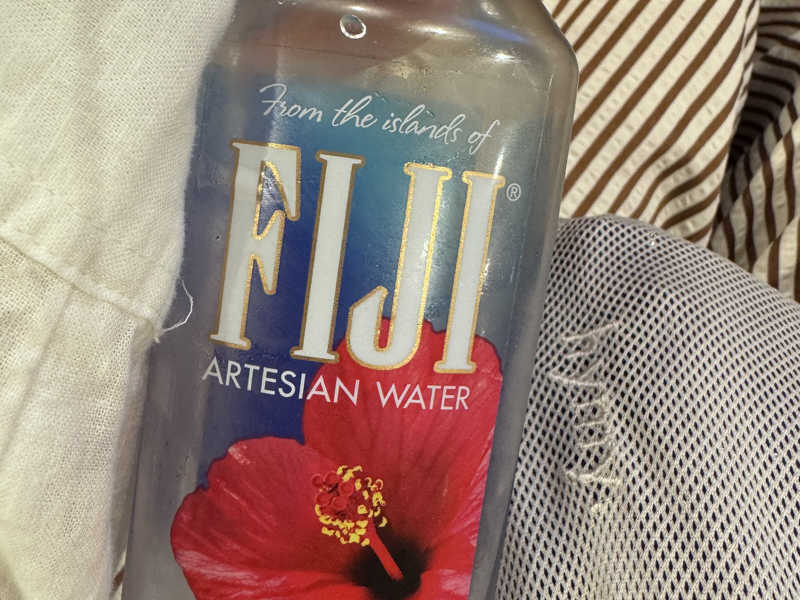 From the islands of
FIJI®
ARTESIAN WATER